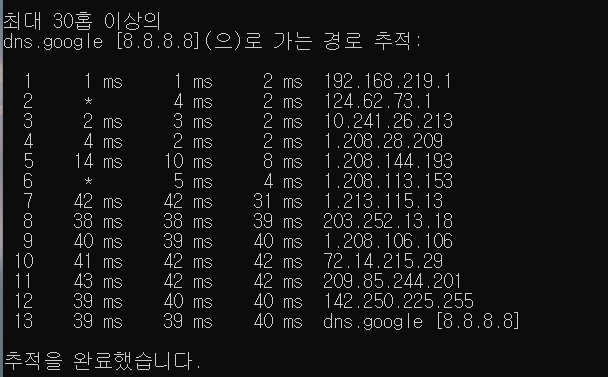 최대 30홉 이상의
dns.google [8.8.8.8](으)로 가는 경로 추적:
1 1 ms 1 ms 2 ms 192.168.219.1
2 * 4 ms 2 ms 124.62.73.1
3 2 ms 3 ms 2 ms 10.241.26.213
4 4 ms 2 ms 2 ms 1.208.28.209
5 14 ms 10 ms 8 ms 1.208.144.193
6 * 5 ms 4 ms 1.208.113.153
7 42 ms 42 ms 31 ms 1.213.115.13
8 38 ms 38 ms 39 ms 203.252.13.18
9 40 ms 39 ms 40 ms 1.208.106.106
10 41 ms 42 ms 42 ms 72.14.215.29
11 43 ms 42 ms 42 ms 209.85.244.201
12 39 ms 40 ms 40 ms 142.250.225.255
13 39 ms 39 ms 40 ms dns.google [8.8.8.8]
추적을 완료했습니다.